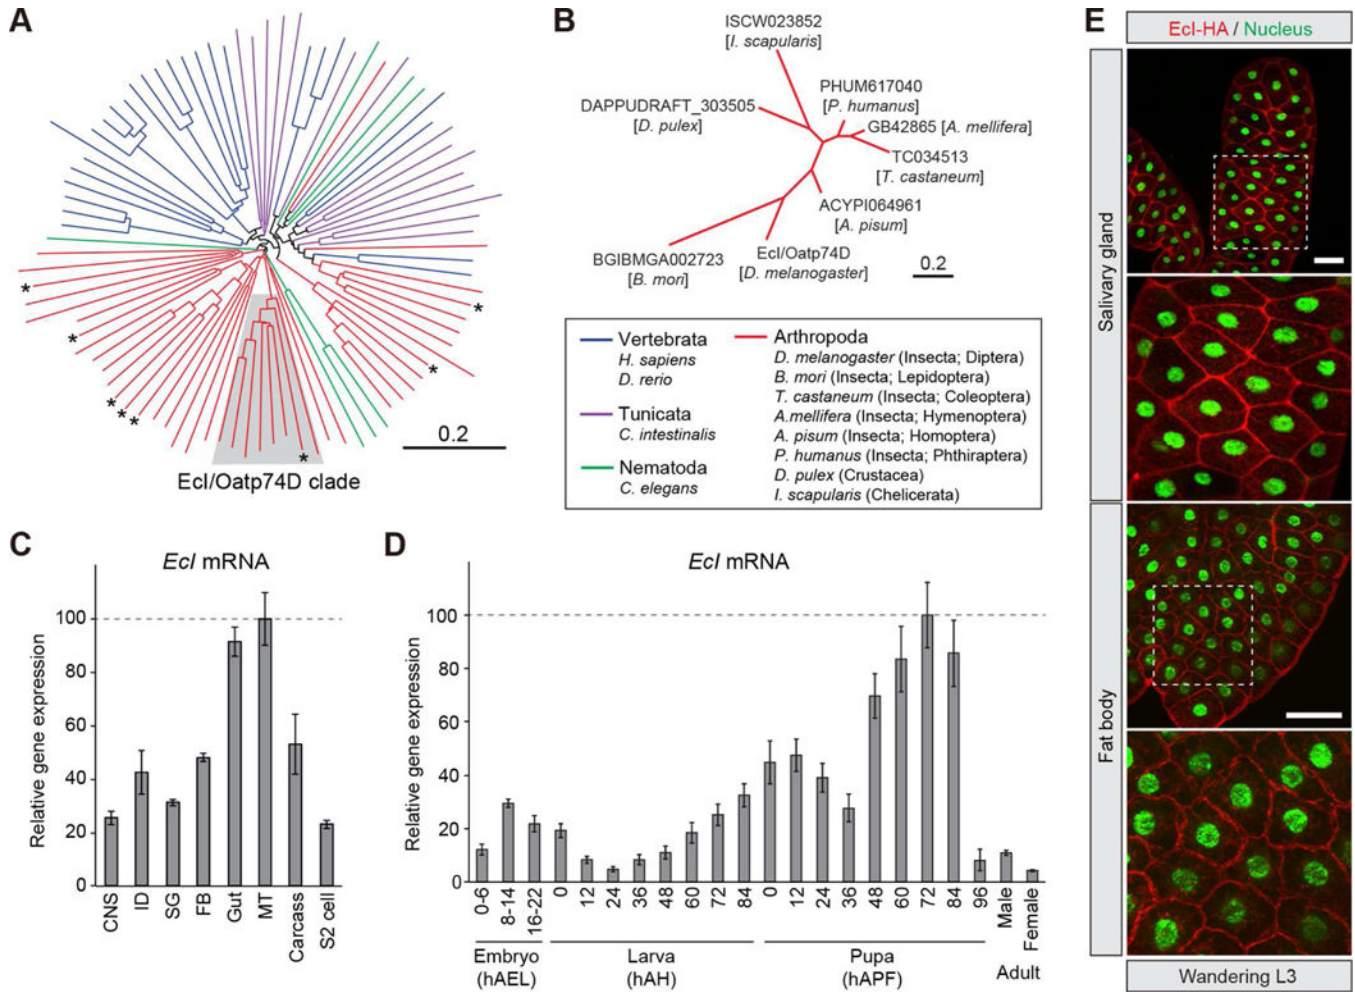 A
*
*
*
*
*
*
*
*
0.2
EcI/Oatp74D clade
B
ISCW023852
[I. scapularis]
PHUM617040
[P. humanus]
DAPPUDRAFT_303505
[D. pulex]
GB42865 [A. mellifera]
TC034513
[T. castaneum]
ACYPI064961
[A. pisum]
BGIBMGA002723
[B. mori]
EcI/Oatp74D
[D. melanogaster]
0.2
Vertebrata
H. sapiens
D. rerio
Tunicata
C. intestinalis
Nematoda
C. elegans
Arthropoda
D. melanogaster (Insecta; Diptera)
B. mori (Insecta; Lepidoptera)
T. castaneum (Insecta; Coleoptera)
A.mellifera (Insecta; Hymenoptera)
A. pisum (Insecta; Homoptera)
P. humanus (Insecta; Phthiraptera)
D. pulex (Crustacea)
I. scapularis (Chelicerata)
C
EcI mRNA
Relative gene expression
100
80
60
40
20
0
CNS
ID
SG
FB
Gut
MT
Carcass
S2 cell
D
EcI mRNA
Relative gene expression
100
80
60
40
20
0
0-6
8-14
16-22
0
12
24
36
48
60
72
84
0
12
24
36
48
60
72
84
96
Male
Female
Embryo
(hAEL)
Larva
(hAH)
Pupa
(hAPF)
Adult
E
EcI-HA / Nucleus
Salivary gland
Fat body
Wandering L3